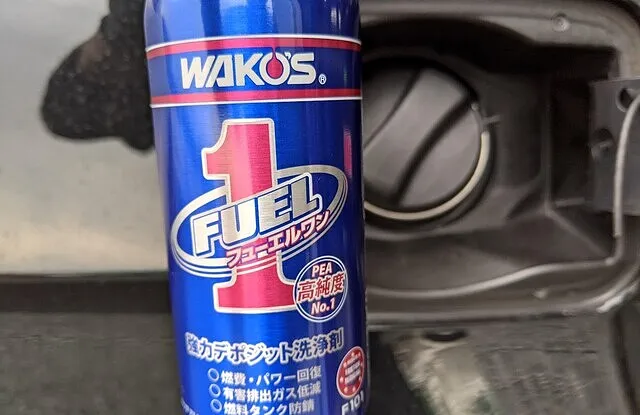 WAKO'S®
1
FUEL
フューエルワン
PEA
高純度
No.1
強力デポジット洗浄剤
○燃費・パワー回復
○有害排出ガス低減
○燃料タンク防錆
F101